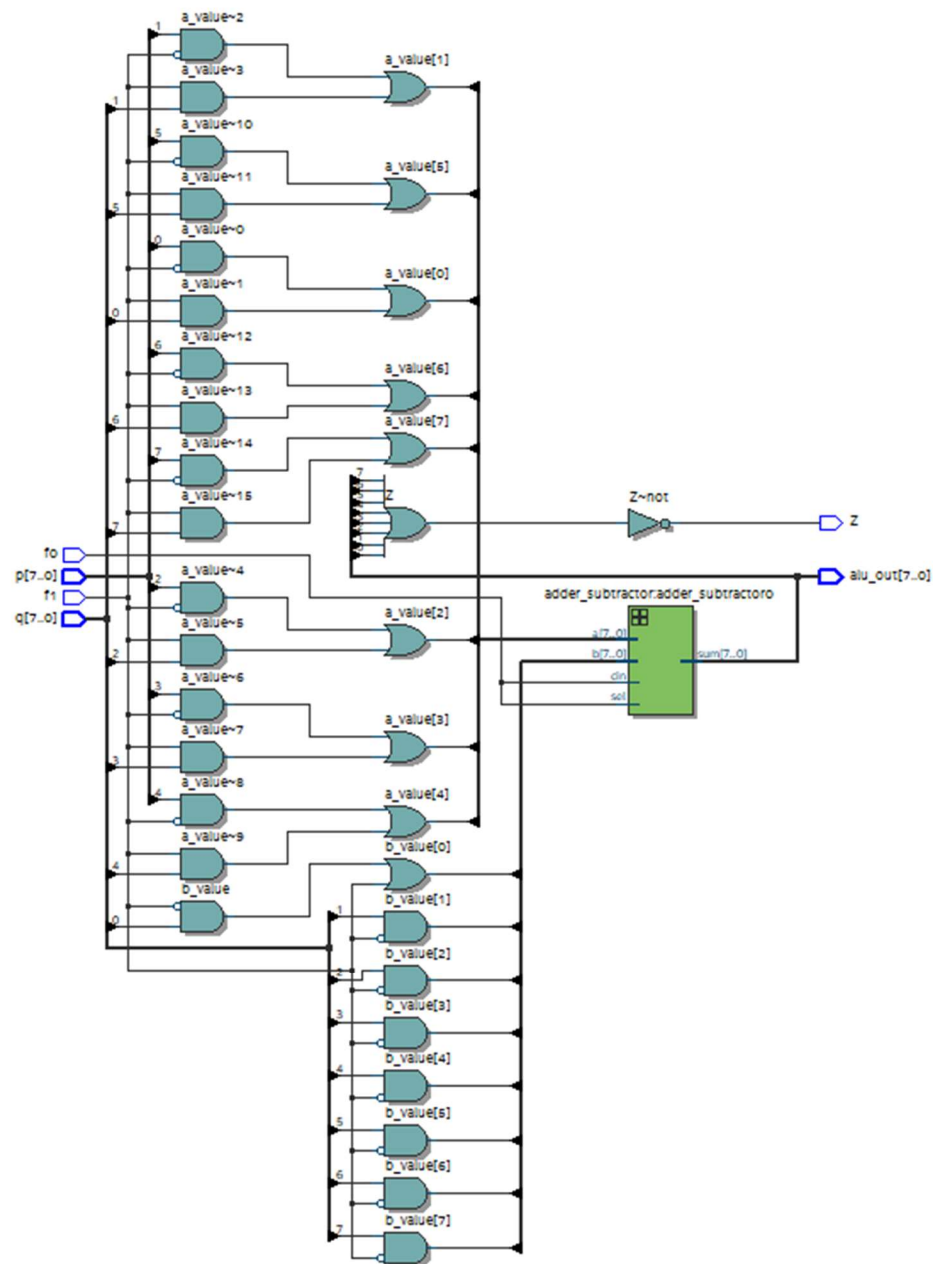 a_value~2
1
a_value[1]
a_value~3
1
a_value~10
5
a_value[5]
a_value~11
5
a_value~0
0
a_value[0]
a_value~1
0
a_value~12
6
a_value[6]
a_value~13
6
a_value[7]
a_value~14
7
7
Z
a_value~15
7
Z~not
Z
f0
p[7..0]
f1
q[7..0]
alu_out[7..0]
a_value~4
2
adder_subtractor:adder_subtractor0
a_value[2]
a_value~5
2
a[7..0]
b[7..0]
sum[7..0]
cin
sel
a_value~6
3
a_value[3]
a_value~7
3
a_value~8
4
a_value[4]
a_value~9
4
b_value[0]
b_value
0
b_value[1]
1
b_value[2]
2
b_value[3]
3
b_value[4]
4
b_value[5]
5
b_value[6]
6
b_value[7]
7